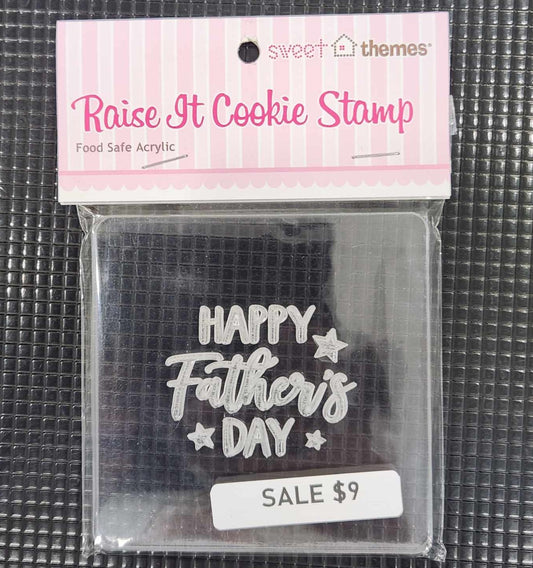 sweet themes®
Raise It Cookie Stamp
Food Safe Acrylic
HAPPY
Father's
DAY
SALE $9